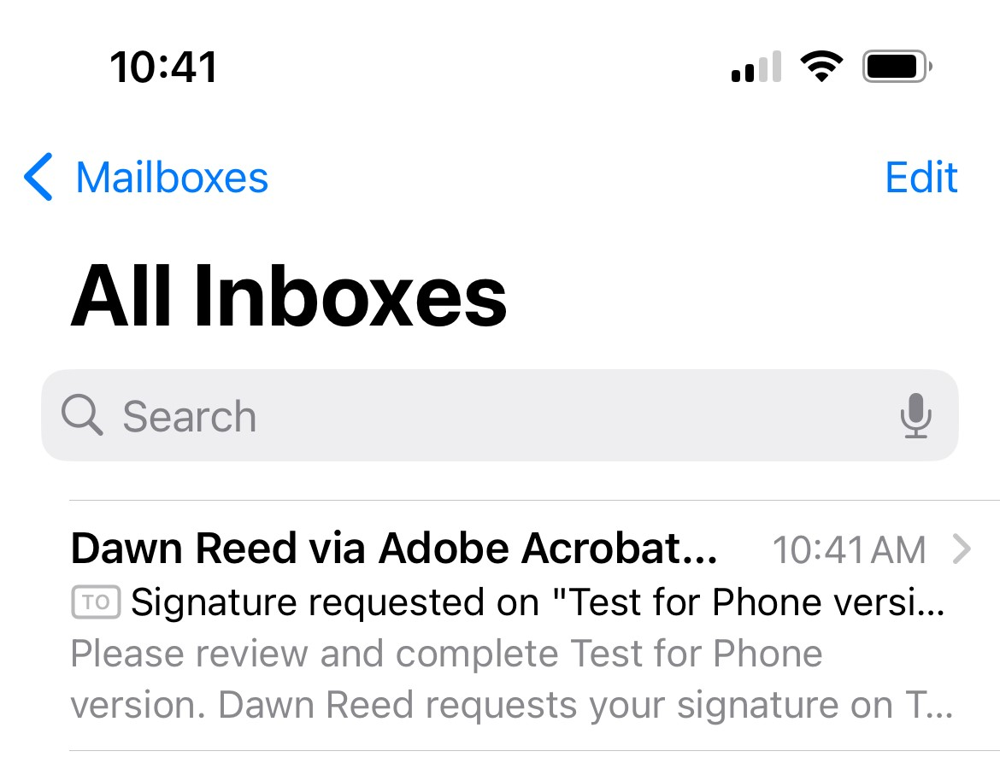 10:41
Mailboxes
Edit
All Inboxes
Search
Dawn Reed via Adobe Acrobat... 10:41 AM
TO Signature requested on "Test for Phone versi...
Please review and complete Test for Phone
version. Dawn Reed requests your signature on T...